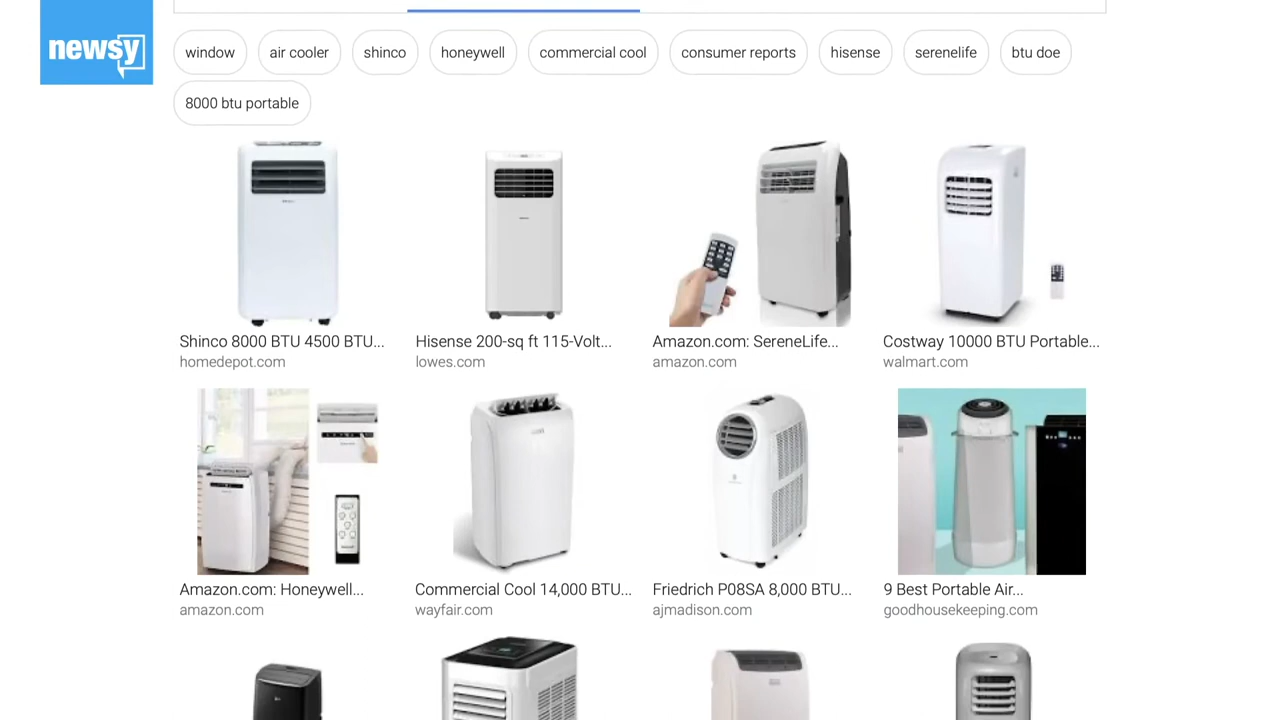 newsy
window
air cooler
shinco
honeywell
commercial cool
consumer reports
hisense
serenelife
btu doe
8000 btu portable
Shinco 8000 BTU 4500 BTU...
homedepot.com
Hisense 200-sq ft 115-Volt...
lowes.com
Amazon.com: SereneLife...
amazon.com
Costway 10000 BTU Portable...
walmart.com
Amazon.com: Honeywell...
amazon.com
Commercial Cool 14,000 BTU...
wayfair.com
Friedrich P08SA 8,000 BTU...
ajmadison.com
9 Best Portable Air...
goodhousekeeping.com